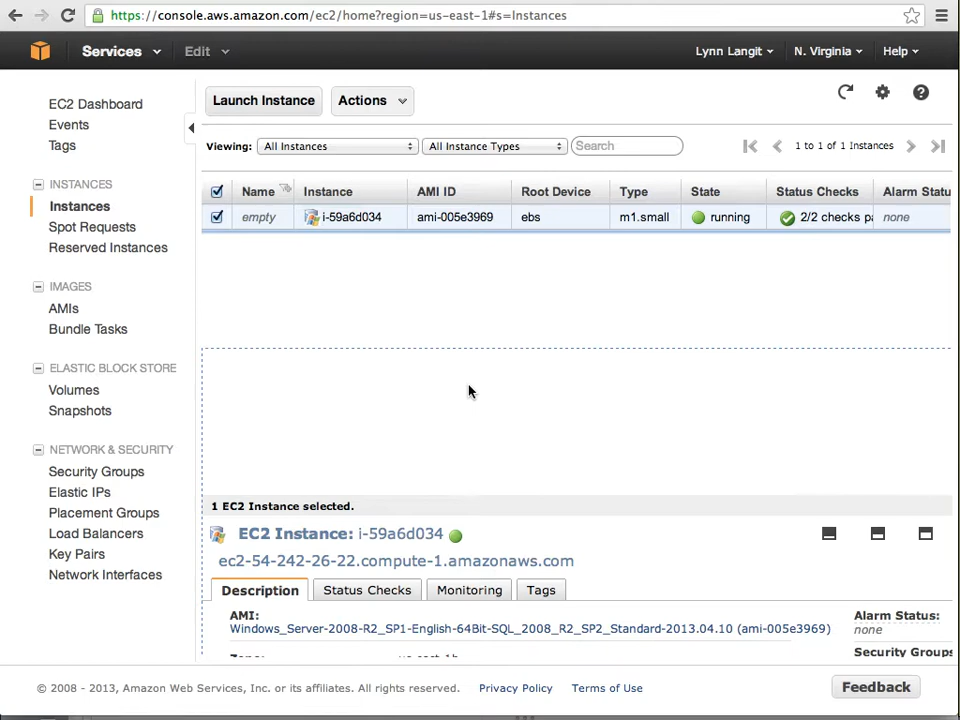 https://console.aws.amazon.com/ec2/home?region=us-east-1#s=Instances
Services Edit Lynn Langit N. Virginia Help
EC2 Dashboard
Events
Tags
INSTANCES
Instances
Spot Requests
Reserved Instances
IMAGES
AMIs
Bundle Tasks
ELASTIC BLOCK STORE
Volumes
Snapshots
NETWORK & SECURITY
Security Groups
Elastic IPs
Placement Groups
Load Balancers
Key Pairs
Network Interfaces
Launch Instance Actions
Viewing: All Instances All Instance Types Search 1 to 1 of 1 Instances
Name Instance AMI ID Root Device Type State Status Checks Alarm Statu
empty i-59a6d034 ami-005e3969 ebs m1.small running 2/2 checks pa none
1 EC2 Instance selected.
EC2 Instance: i-59a6d034
ec2-54-242-26-22.compute-1.amazonaws.com
Description Status Checks Monitoring Tags
AMI: Alarm Status:
Windows_Server-2008-R2_SP1-English-64Bit-SQL_2008_R2_SP2_Standard-2013.04.10 (ami-005e3969) none
Security Groups
© 2008 - 2013, Amazon Web Services, Inc. or its affiliates. All rights reserved. Privacy Policy Terms of Use Feedback